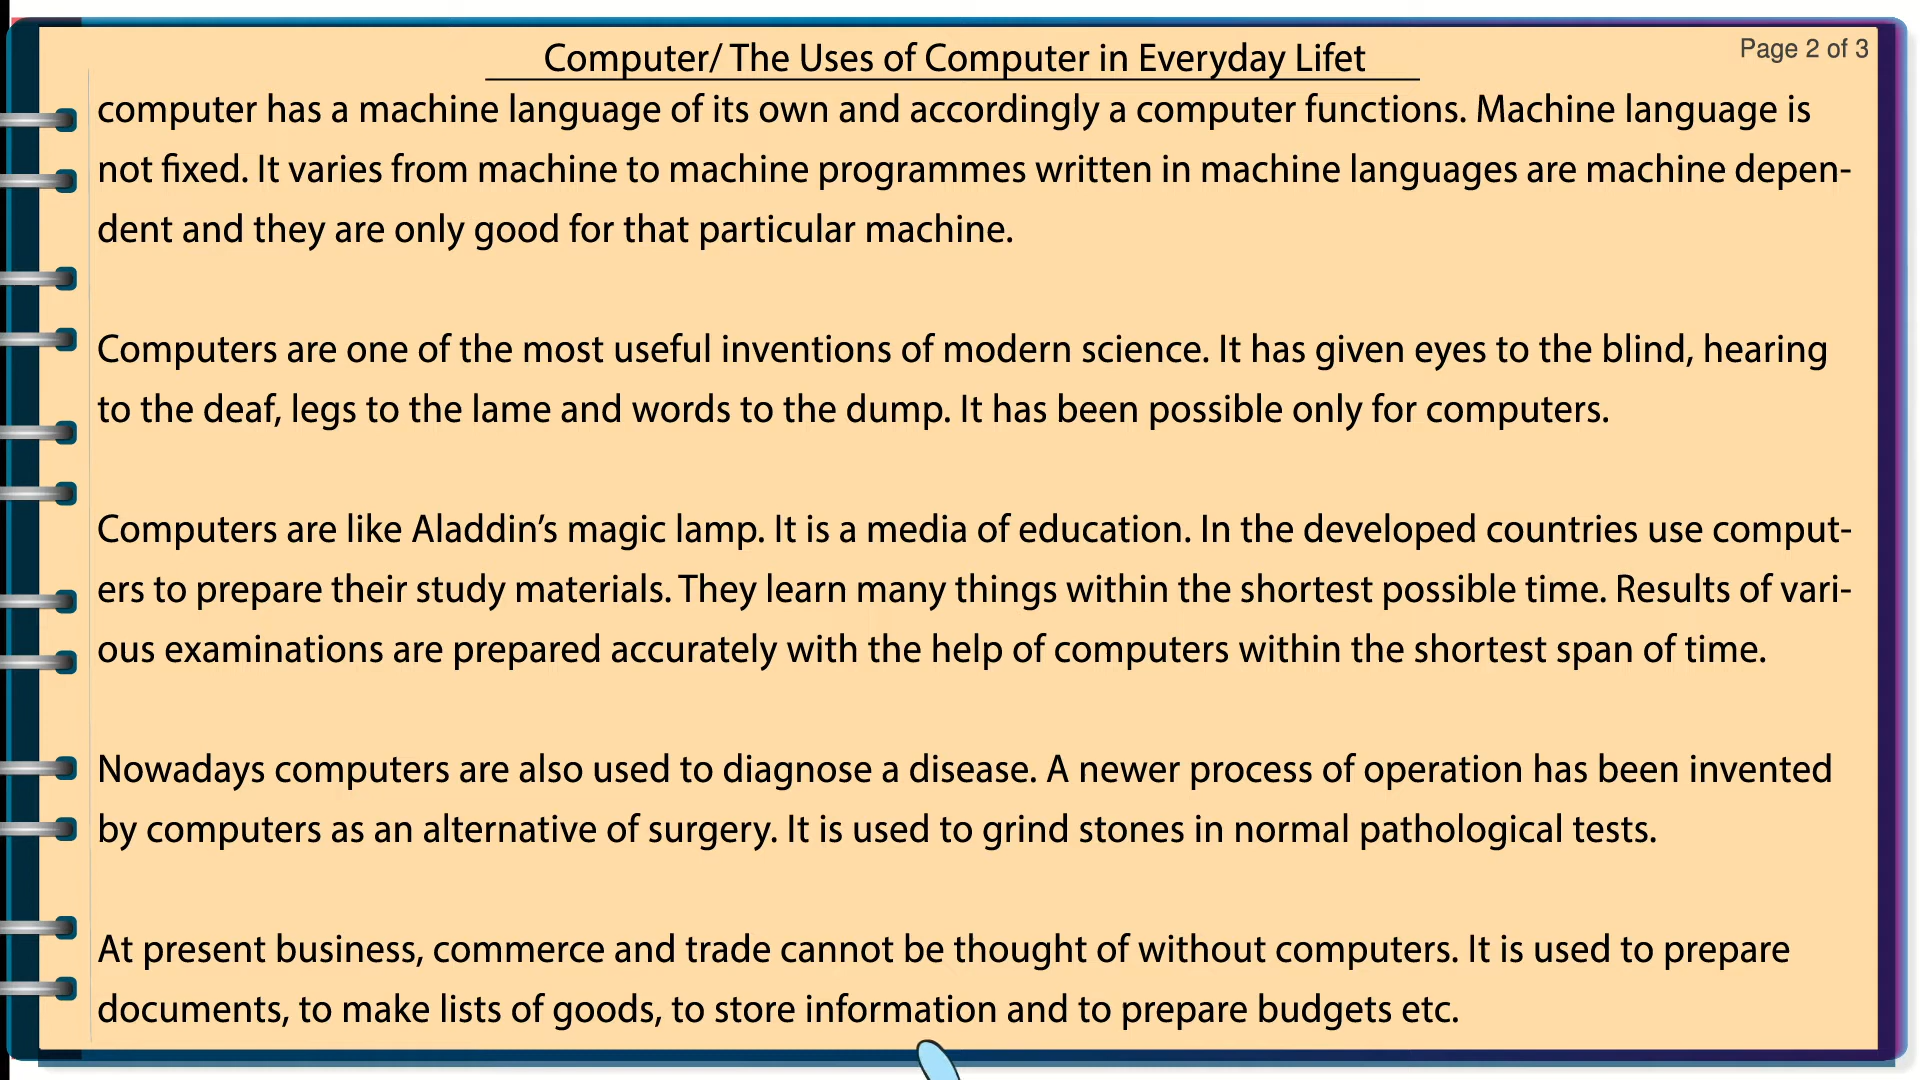 Computer/ The Uses of Computer in Everyday Lifet
Page 2 of 3
computer has a machine language of its own and accordingly a computer functions. Machine language is
not fixed. It varies from machine to machine programmes written in machine languages are machine depen-
dent and they are only good for that particular machine.
Computers are one of the most useful inventions of modern science. It has given eyes to the blind, hearing
to the deaf, legs to the lame and words to the dump. It has been possible only for computers.
Computers are like Aladdin’s magic lamp. It is a media of education. In the developed countries use comput-
ers to prepare their study materials. They learn many things within the shortest possible time. Results of vari-
ous examinations are prepared accurately with the help of computers within the shortest span of time.
Nowadays computers are also used to diagnose a disease. A newer process of operation has been invented
by computers as an alternative of surgery. It is used to grind stones in normal pathological tests.
At present business, commerce and trade cannot be thought of without computers. It is used to prepare
documents, to make lists of goods, to store information and to prepare budgets etc.